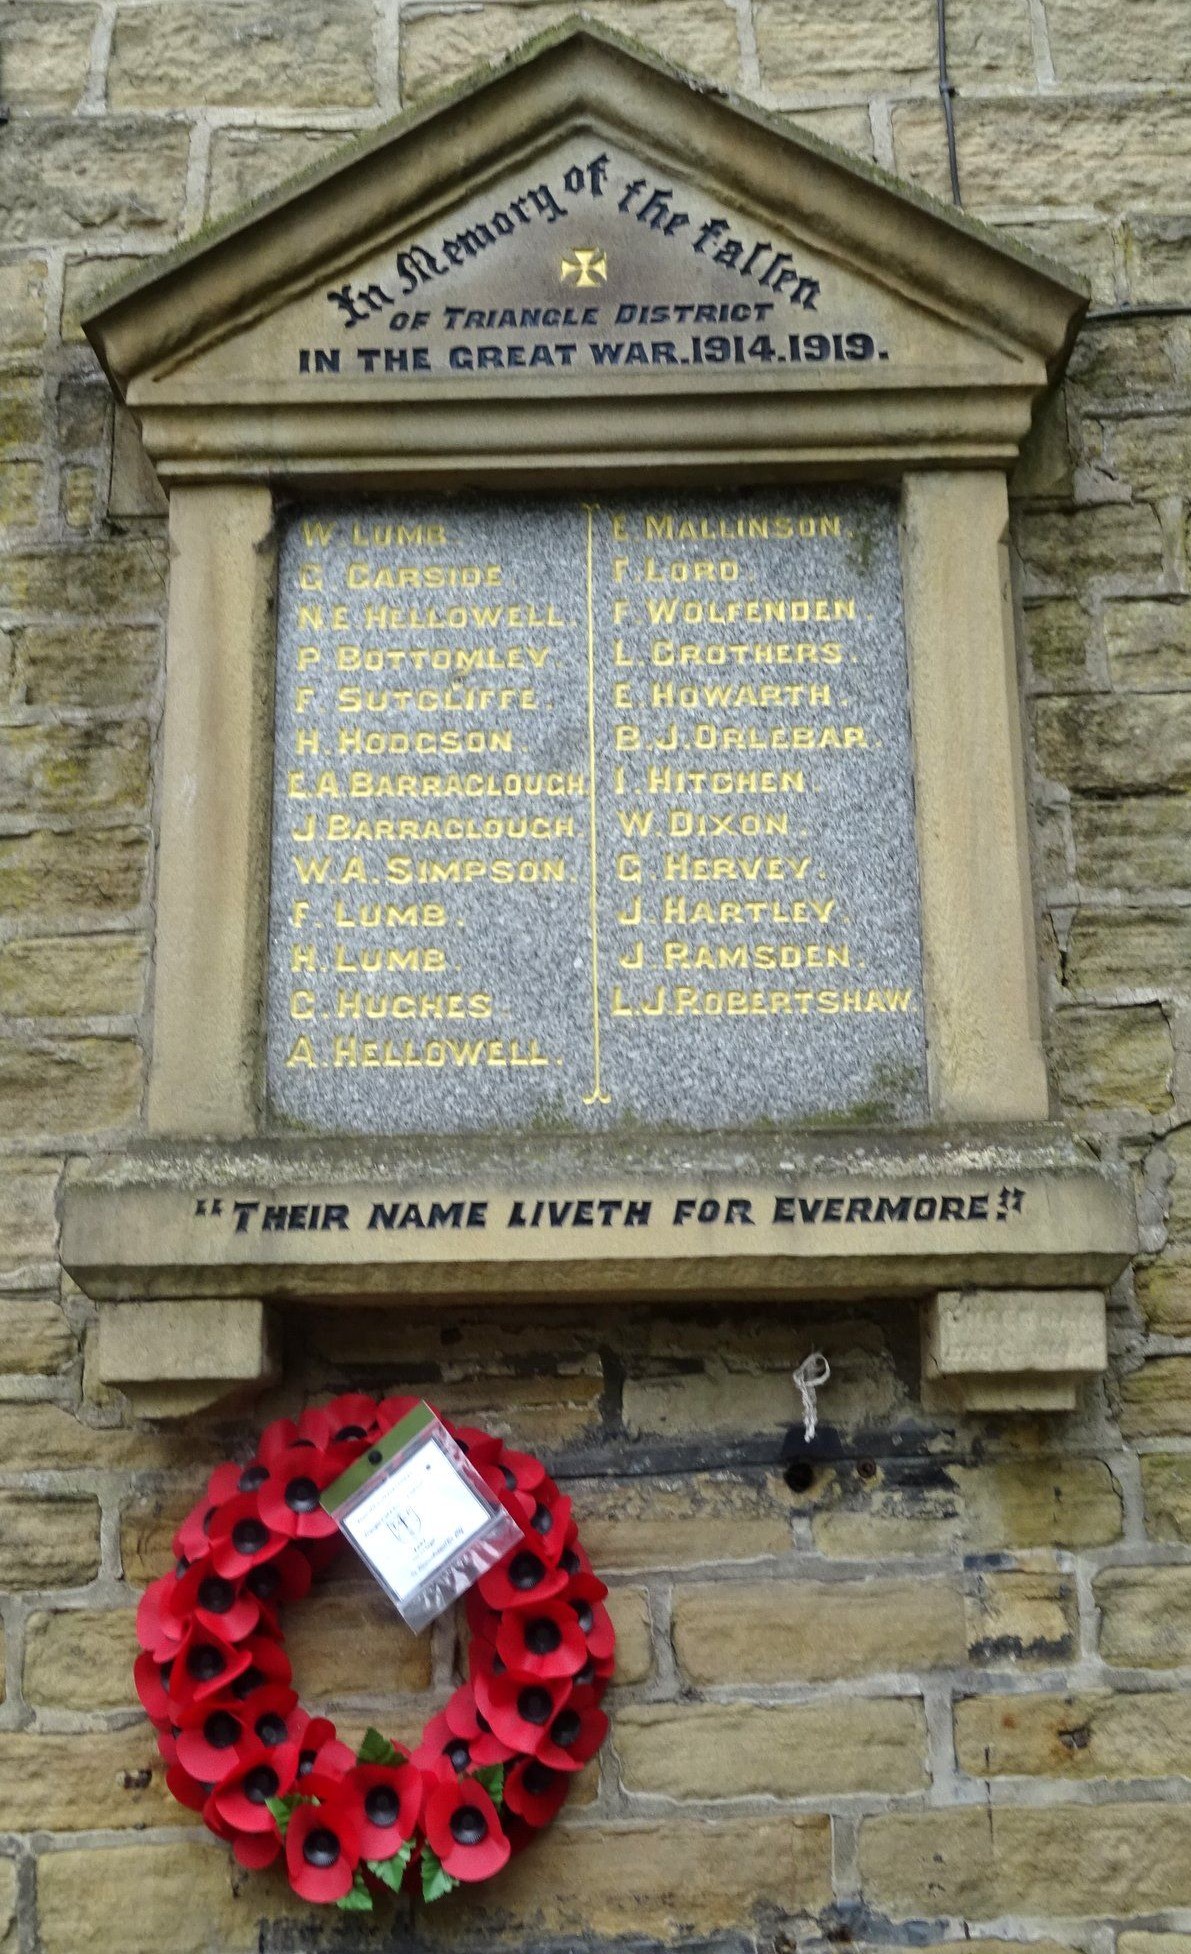 In Memory of the Fallen
OF TRIANGLE DISTRICT
IN THE GREAT WAR.1914.1919.
W. LUMB.
G GARSIDE.
N.E. HELLOWELL.
P. BOTTOMLEY.
F. SUTCLIFFE.
H. HODGSON.
E.A. BARRACLOUGH.
J. BARRACLOUGH.
W.A. SIMPSON.
F. LUMB.
H. LUMB.
C. HUGHES.
A. HELLOWELL.
E. MALLINSON.
F. LORD.
F. WOLFENDEN.
L. CROTHERS.
E. HOWARTH.
B.J. ORLEBAR.
I. HITCHEN.
W. DIXON.
G. HERVEY.
J. HARTLEY.
J. RAMSDEN.
L.J. ROBERTSHAW.
"THEIR NAME LIVETH FOR EVERMORE."